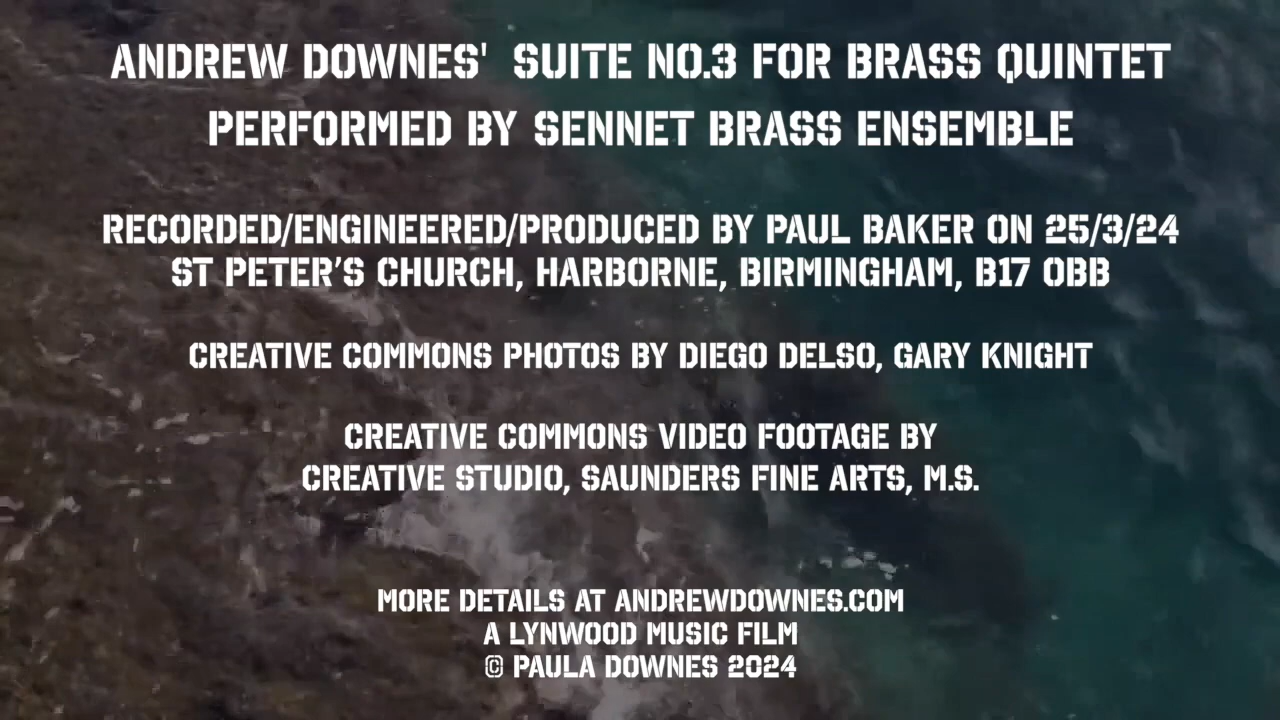 ANDREW DOWNES' SUITE NO.3 FOR BRASS QUINTET
PERFORMED BY SENNET BRASS ENSEMBLE
RECORDED/ENGINEERED/PRODUCED BY PAUL BAKER ON 25/3/24
ST PETER’S CHURCH, HARBORNE, BIRMINGHAM, B17 0BB
CREATIVE COMMONS PHOTOS BY DIEGO DELSO, GARY KNIGHT
CREATIVE COMMONS VIDEO FOOTAGE BY
CREATIVE STUDIO, SAUNDERS FINE ARTS, M.S.
MORE DETAILS AT ANDREWDOWNES.COM
A LYNWOOD MUSIC FILM
© PAULA DOWNES 2024